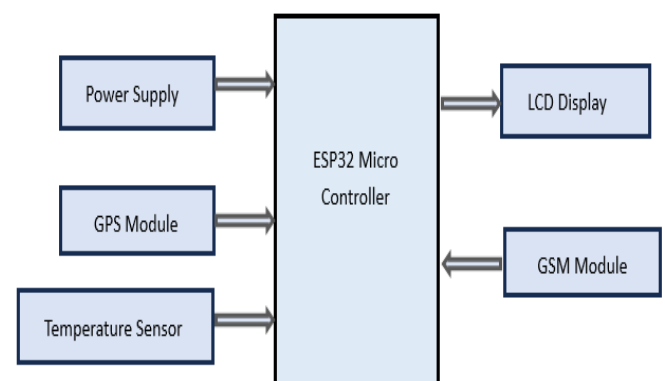 Power Supply
GPS Module
Temperature Sensor
ESP32 Micro
Controller
LCD Display
GSM Module